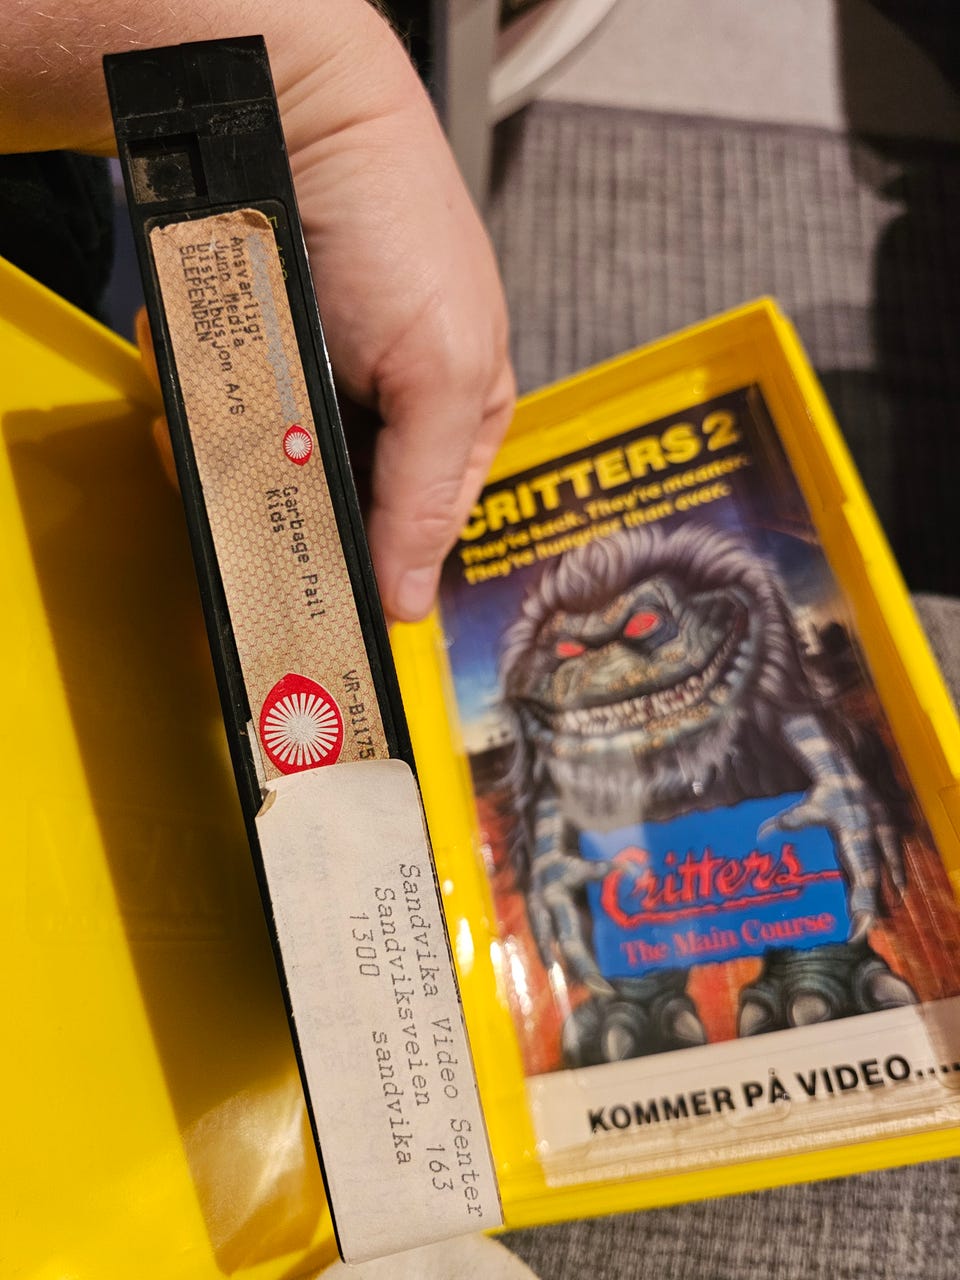 Ansvarlig:
Juno Media
Distribusjon A/S
SLEPENDEN
Garbage Pail
Kids
VR-B1175
Sandvika Video Senter
Sandviksveien 163
1300 sandvika
CRITTERS 2
They're back. They're meaner.
They're hungrier than ever.
Critters
The Main Course
KOMMER PÅ VIDEO....